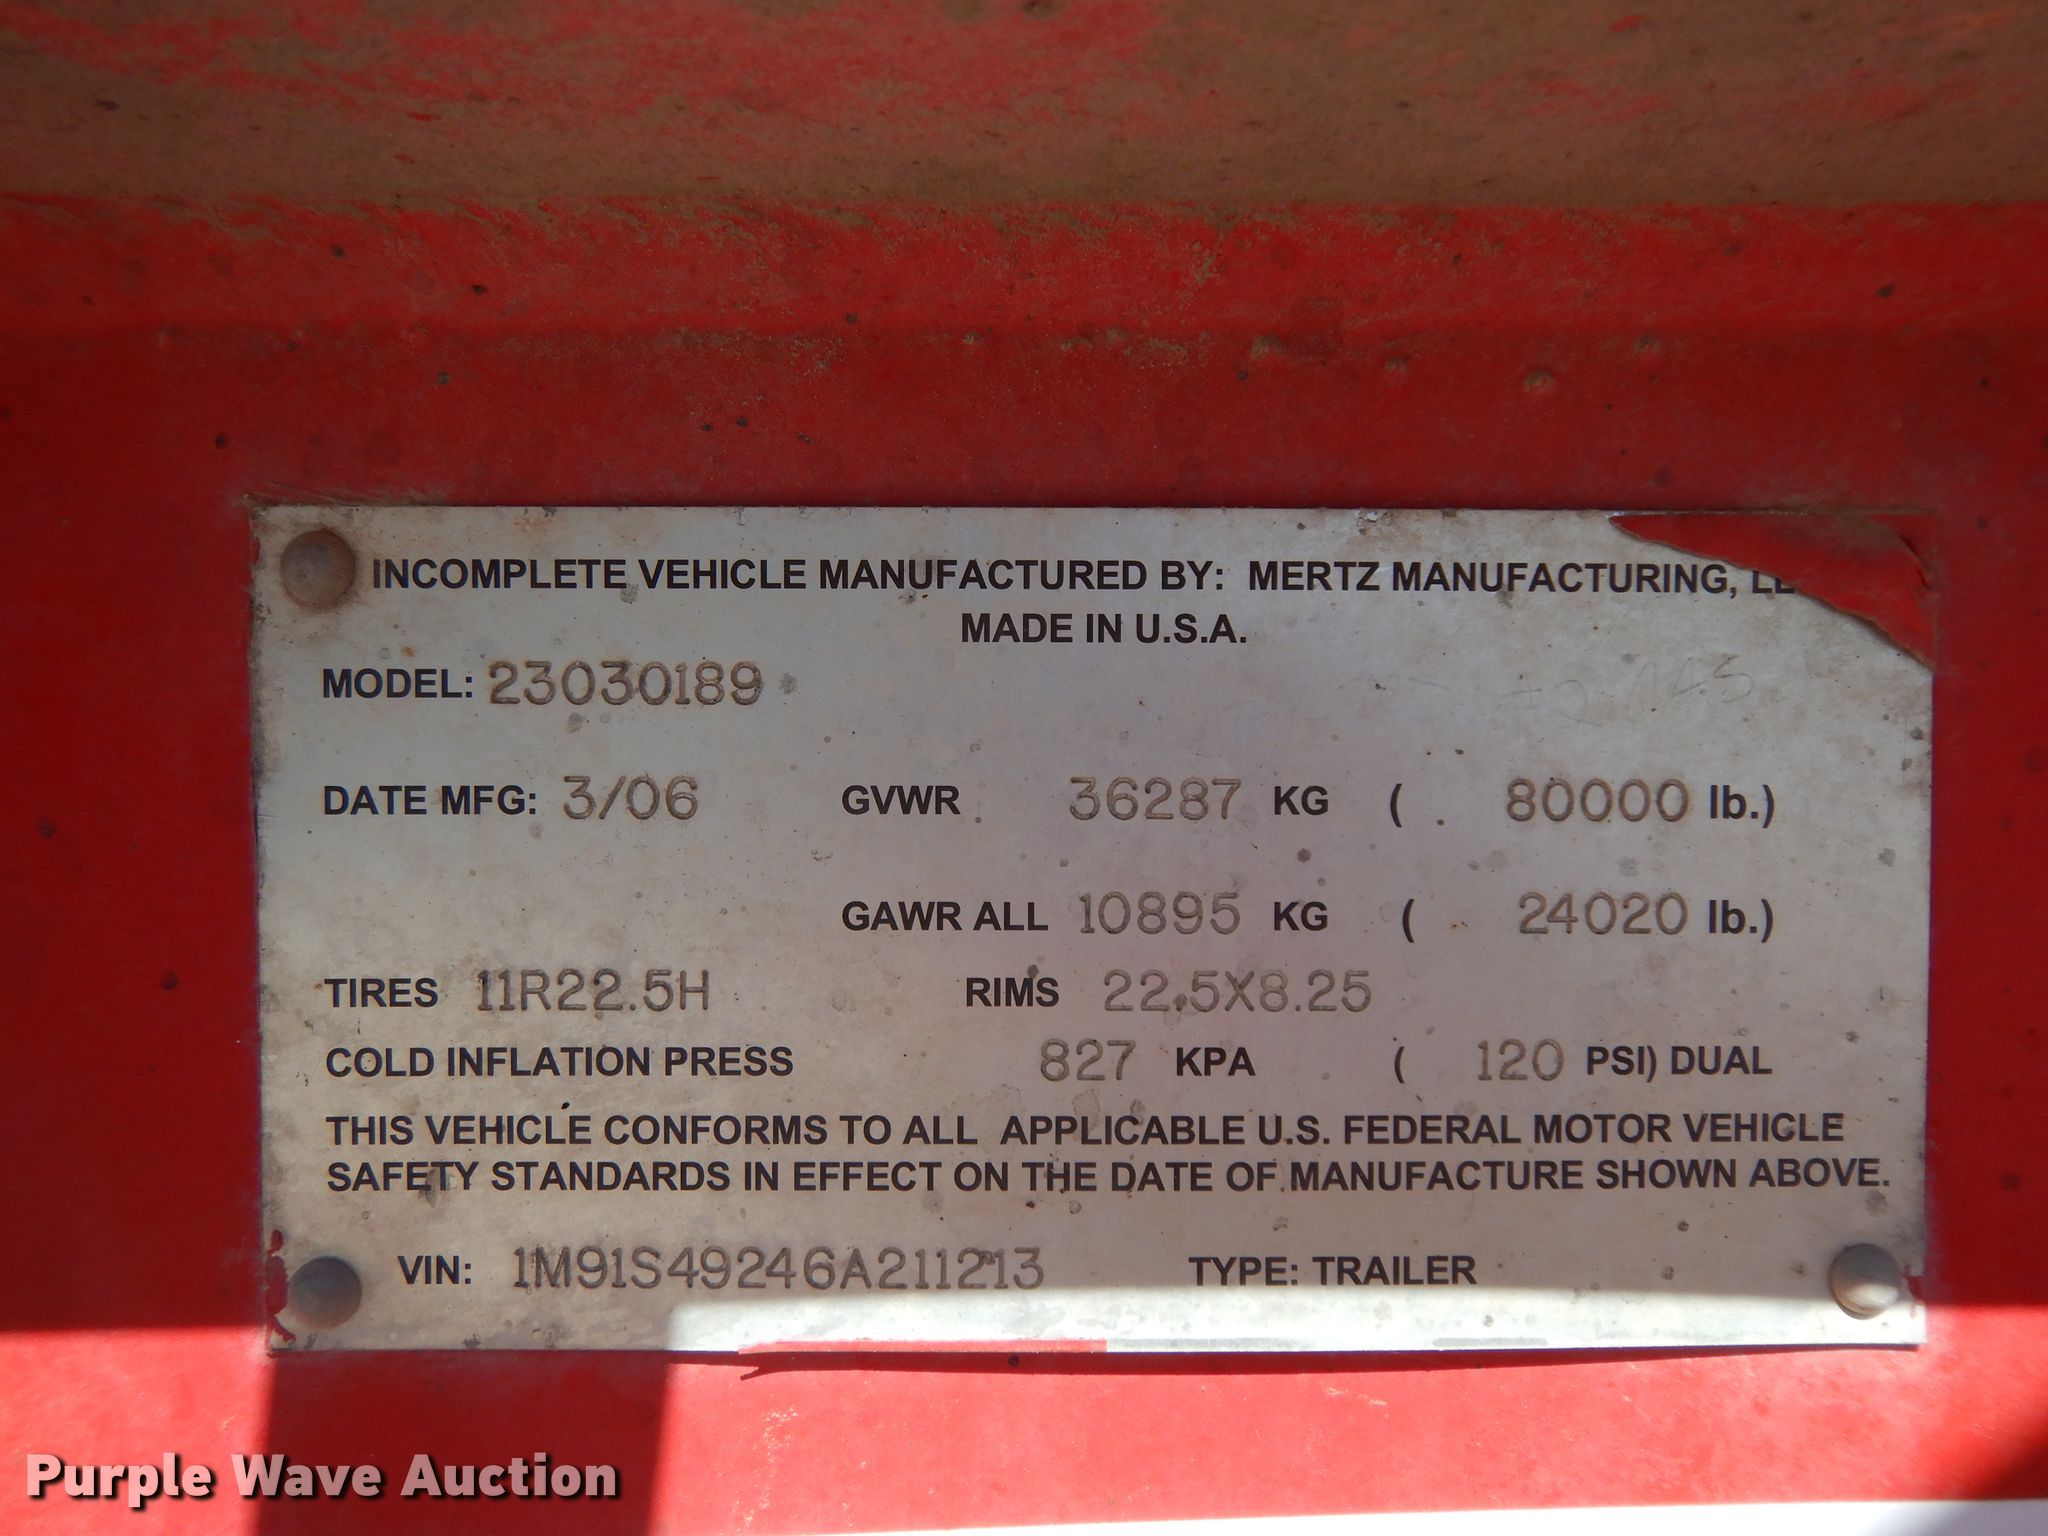 INCOMPLETE VEHICLE MANUFACTURED BY: MERTZ MANUFACTURING,
MADE IN U.S.A.
MODEL: 23030189
DATE MFG: 3/06 GVWR 36287 KG ( 80000 lb.)
GAWR ALL 10895 KG ( 24020 lb.)
TIRES 11R22.5H RIMS 22.5X8.25
COLD INFLATION PRESS 827 KPA ( 120 PSI) DUAL
THIS VEHICLE CONFORMS TO ALL APPLICABLE U.S. FEDERAL MOTOR VEHICLE
SAFETY STANDARDS IN EFFECT ON THE DATE OF MANUFACTURE SHOWN ABOVE.
VIN: 1M91S49246A211213 TYPE: TRAILER
Purple Wave Auction